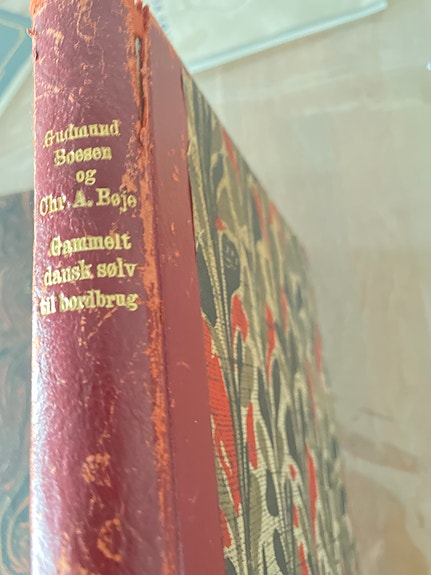 Gudmund
Boesen
og
Chr. A. Bøje
Gammelt
dansk sølv
til bordbrug